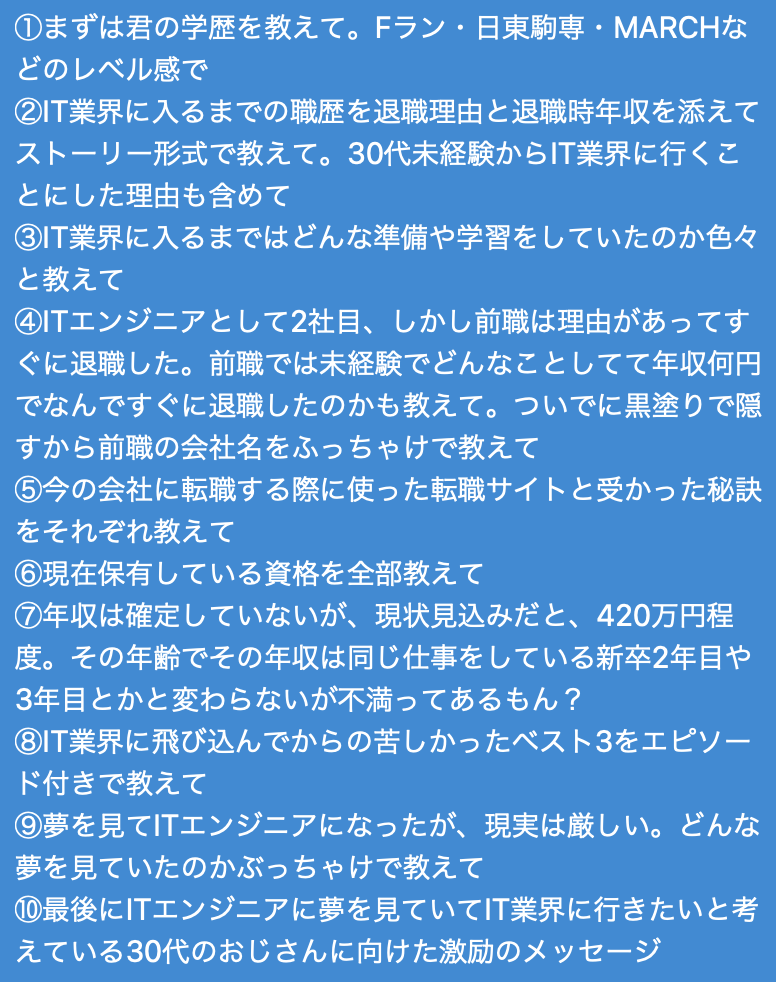 ①まずは君の学歴を教えて。Fラン・日東駒専・MARCHな
どのレベル感で
②IT業界に入るまでの職歴を退職理由と退職時年収を添えて
ストーリー形式で教えて。30代未経験からIT業界に行くこ
とにした理由も含めて
③IT業界に入るまではどんな準備や学習をしていたのか色々
と教えて
④ITエンジニアとして2社目、しかし前職は理由があってす
ぐに退職した。前職では未経験でどんなことしてて年収何円
でなんですぐに退職したのかも教えて。ついでに黒塗りで隠
すから前職の会社名をふっちゃけで教えて
⑤今の会社に転職する際に使った転職サイトと受かった秘訣
をそれぞれ教えて
⑥現在保有している資格を全部教えて
⑦年収は確定していないが、現状見込みだと、420万円程
度。その年齢でその年収は同じ仕事をしている新卒2年目や
3年目とかと変わらないが不満ってあるもん？
⑧IT業界に飛び込んでからの苦しかったベスト3をエピソー
ド付きで教えて
⑨夢を見てITエンジニアになったが、現実は厳しい。どんな
夢を見ていたのかぶっちゃけで教えて
⑩最後にITエンジニアに夢を見ていてIT業界に行きたいと考
えている30代のおじさんに向けた激励のメッセージ